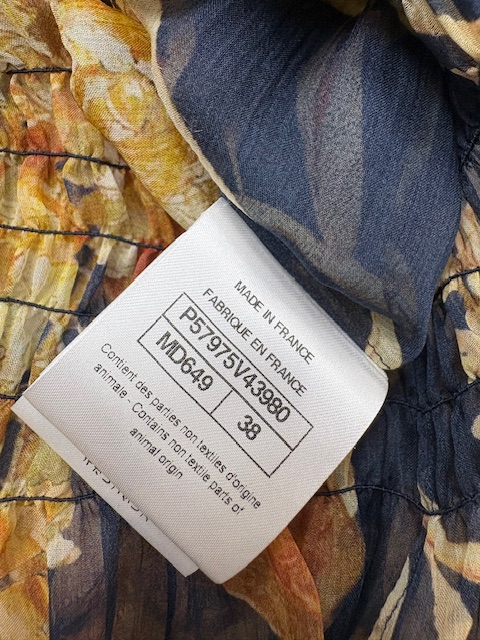 MADE IN FRANCE
FABRIQUE EN FRANCE
P57975V43980
MD649 38
Contient des parties non textiles d'origine
animale - Contains non textile parts of
animal origin